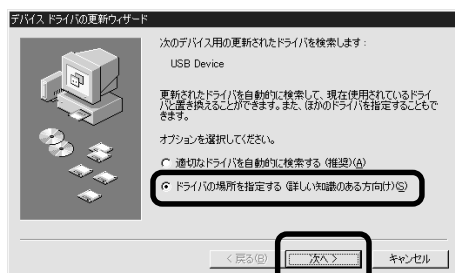 デバイス ドライバの更新ウィザード
次のデバイス用の更新されたドライバを検索します :
USB Device
更新されたドライバを自動的に検索して、現在使用されているドライ
バと置き換えることができます。また、ほかのドライバを指定することもで
きます。
オプションを選択してください。
適切なドライバを自動的に検索する (推奨)(A)
ドライバの場所を指定する (詳しい知識のある方向け)(S)
< 戻る(B)
次へ >
キャンセル